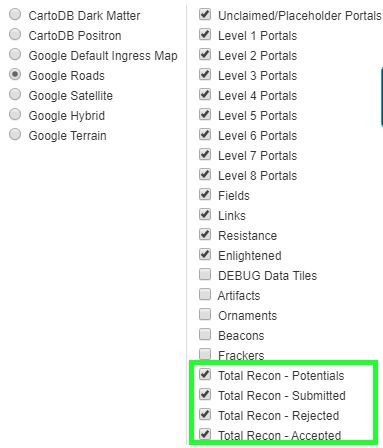 CartoDB Dark Matter
CartoDB Positron
Google Default Ingress Map
Google Roads
Google Satellite
Google Hybrid
Google Terrain
Unclaimed/Placeholder Portals
Level 1 Portals
Level 2 Portals
Level 3 Portals
Level 4 Portals
Level 5 Portals
Level 6 Portals
Level 7 Portals
Level 8 Portals
Fields
Links
Resistance
Enlightened
DEBUG Data Tiles
Artifacts
Ornaments
Beacons
Frackers
Total Recon - Potentials
Total Recon - Submitted
Total Recon - Rejected
Total Recon - Accepted